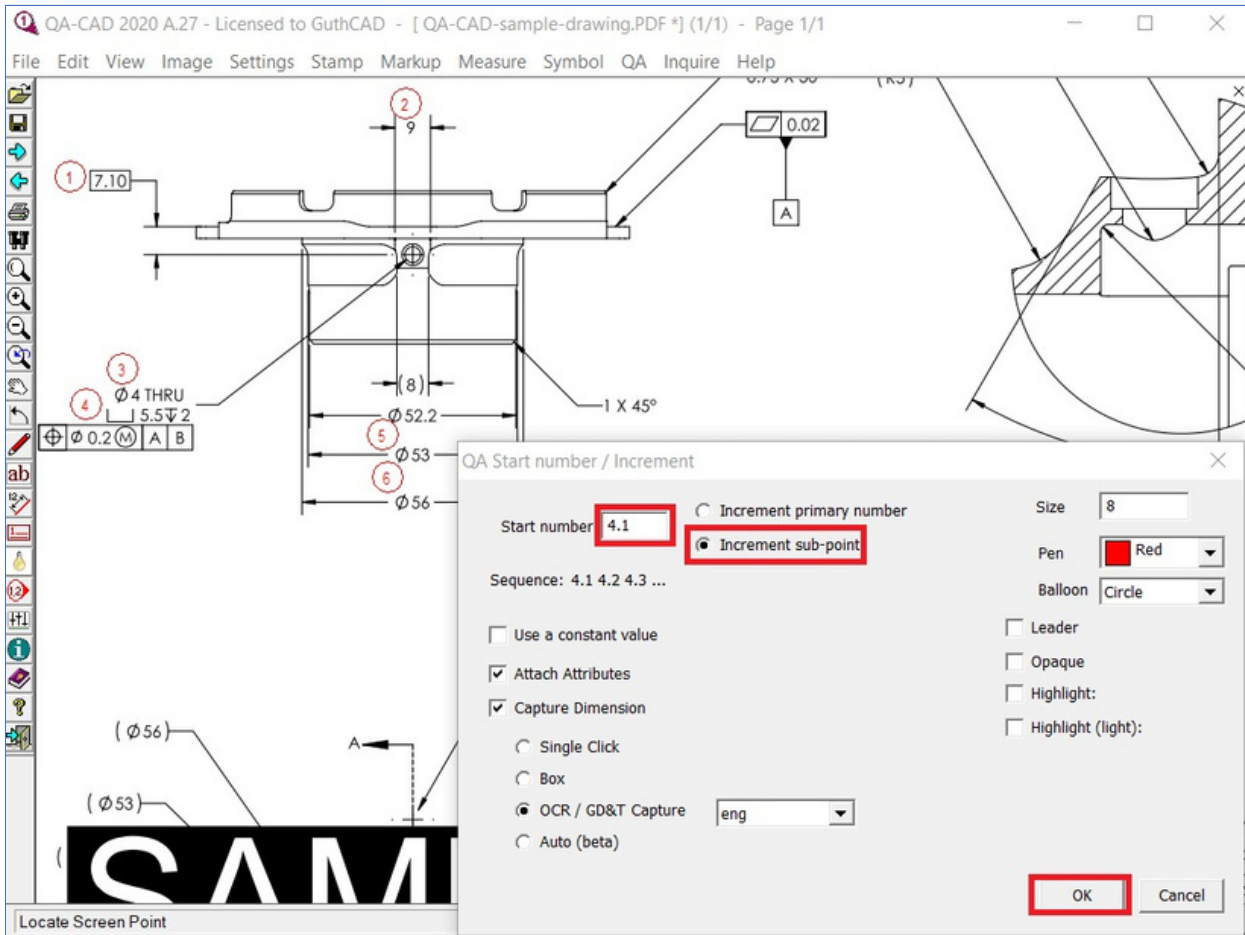 QA-CAD 2020 A.27 - Licensed to GuthCAD - [ QA-CAD-sample-drawing.PDF *] (1/1) - Page 1/1
File Edit View Image Settings Stamp Markup Measure Symbol QA Inquire Help
2
9
0.02
1 7.10
A
3
Ø4 THRU
4 ⌴ 5.5↧2
⌖ Ø 0.2 Ⓜ A B
(8)
Ø52.2
1 X 45°
5
Ø53
6
Ø56
QA Start number / Increment
Start number 4.1
Increment primary number
Increment sub-point
Sequence: 4.1 4.2 4.3 ...
Use a constant value
Attach Attributes
Capture Dimension
Single Click
Box
OCR / GD&T Capture eng
Auto (beta)
Size 8
Pen Red
Balloon Circle
Leader
Opaque
Highlight:
Highlight (light):
OK Cancel
(Ø56)
A
(Ø53)
SAM
Locate Screen Point
ab